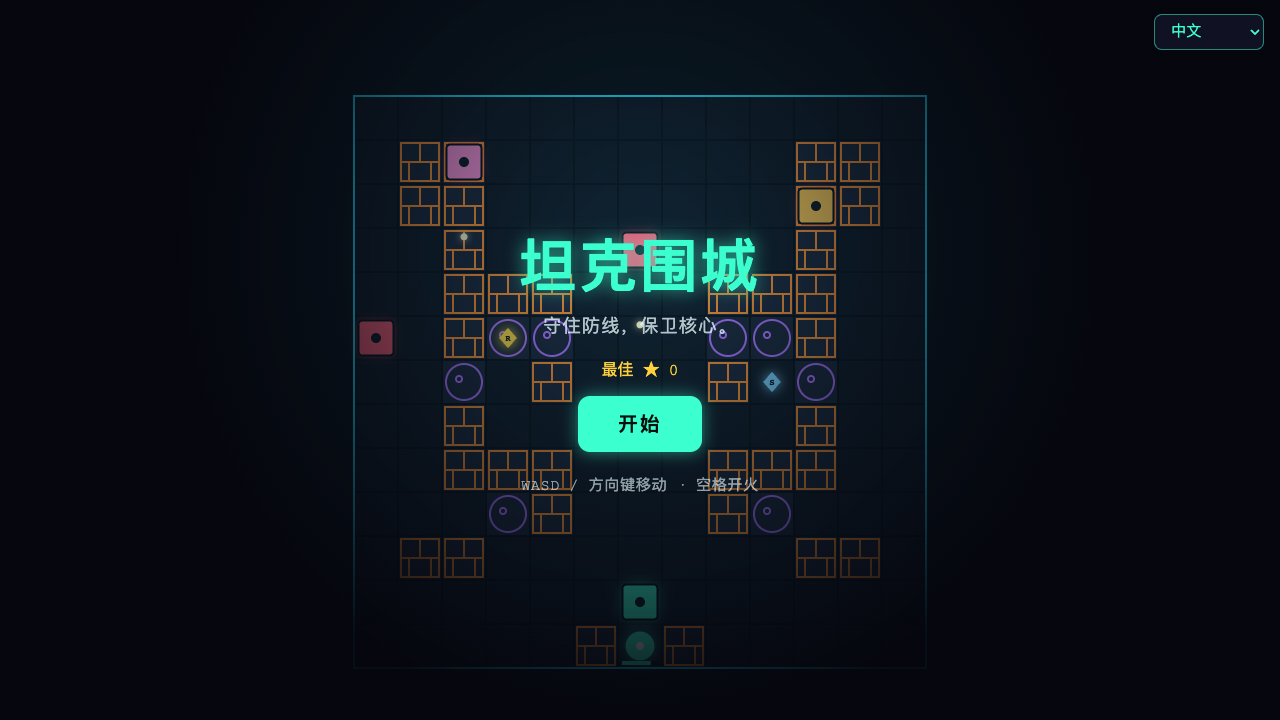 中文
坦克围城
守住防线，保卫核心。
R
最佳 ★ 0
S
开始
WASD / 方向键移动 · 空格开火